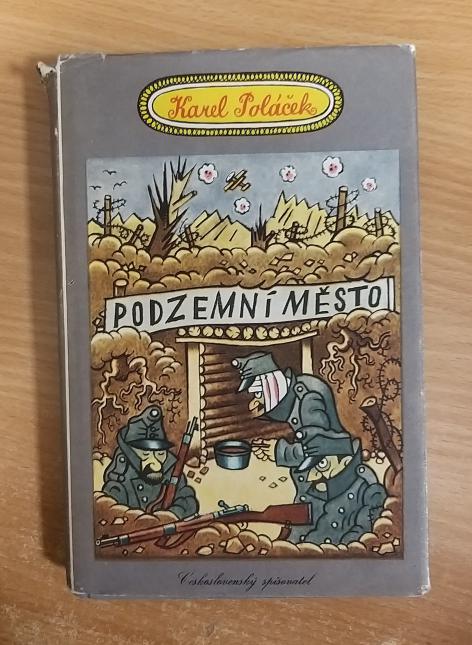 Karel Poláček
PODZEMNÍ MĚSTO
Československý spisovatel